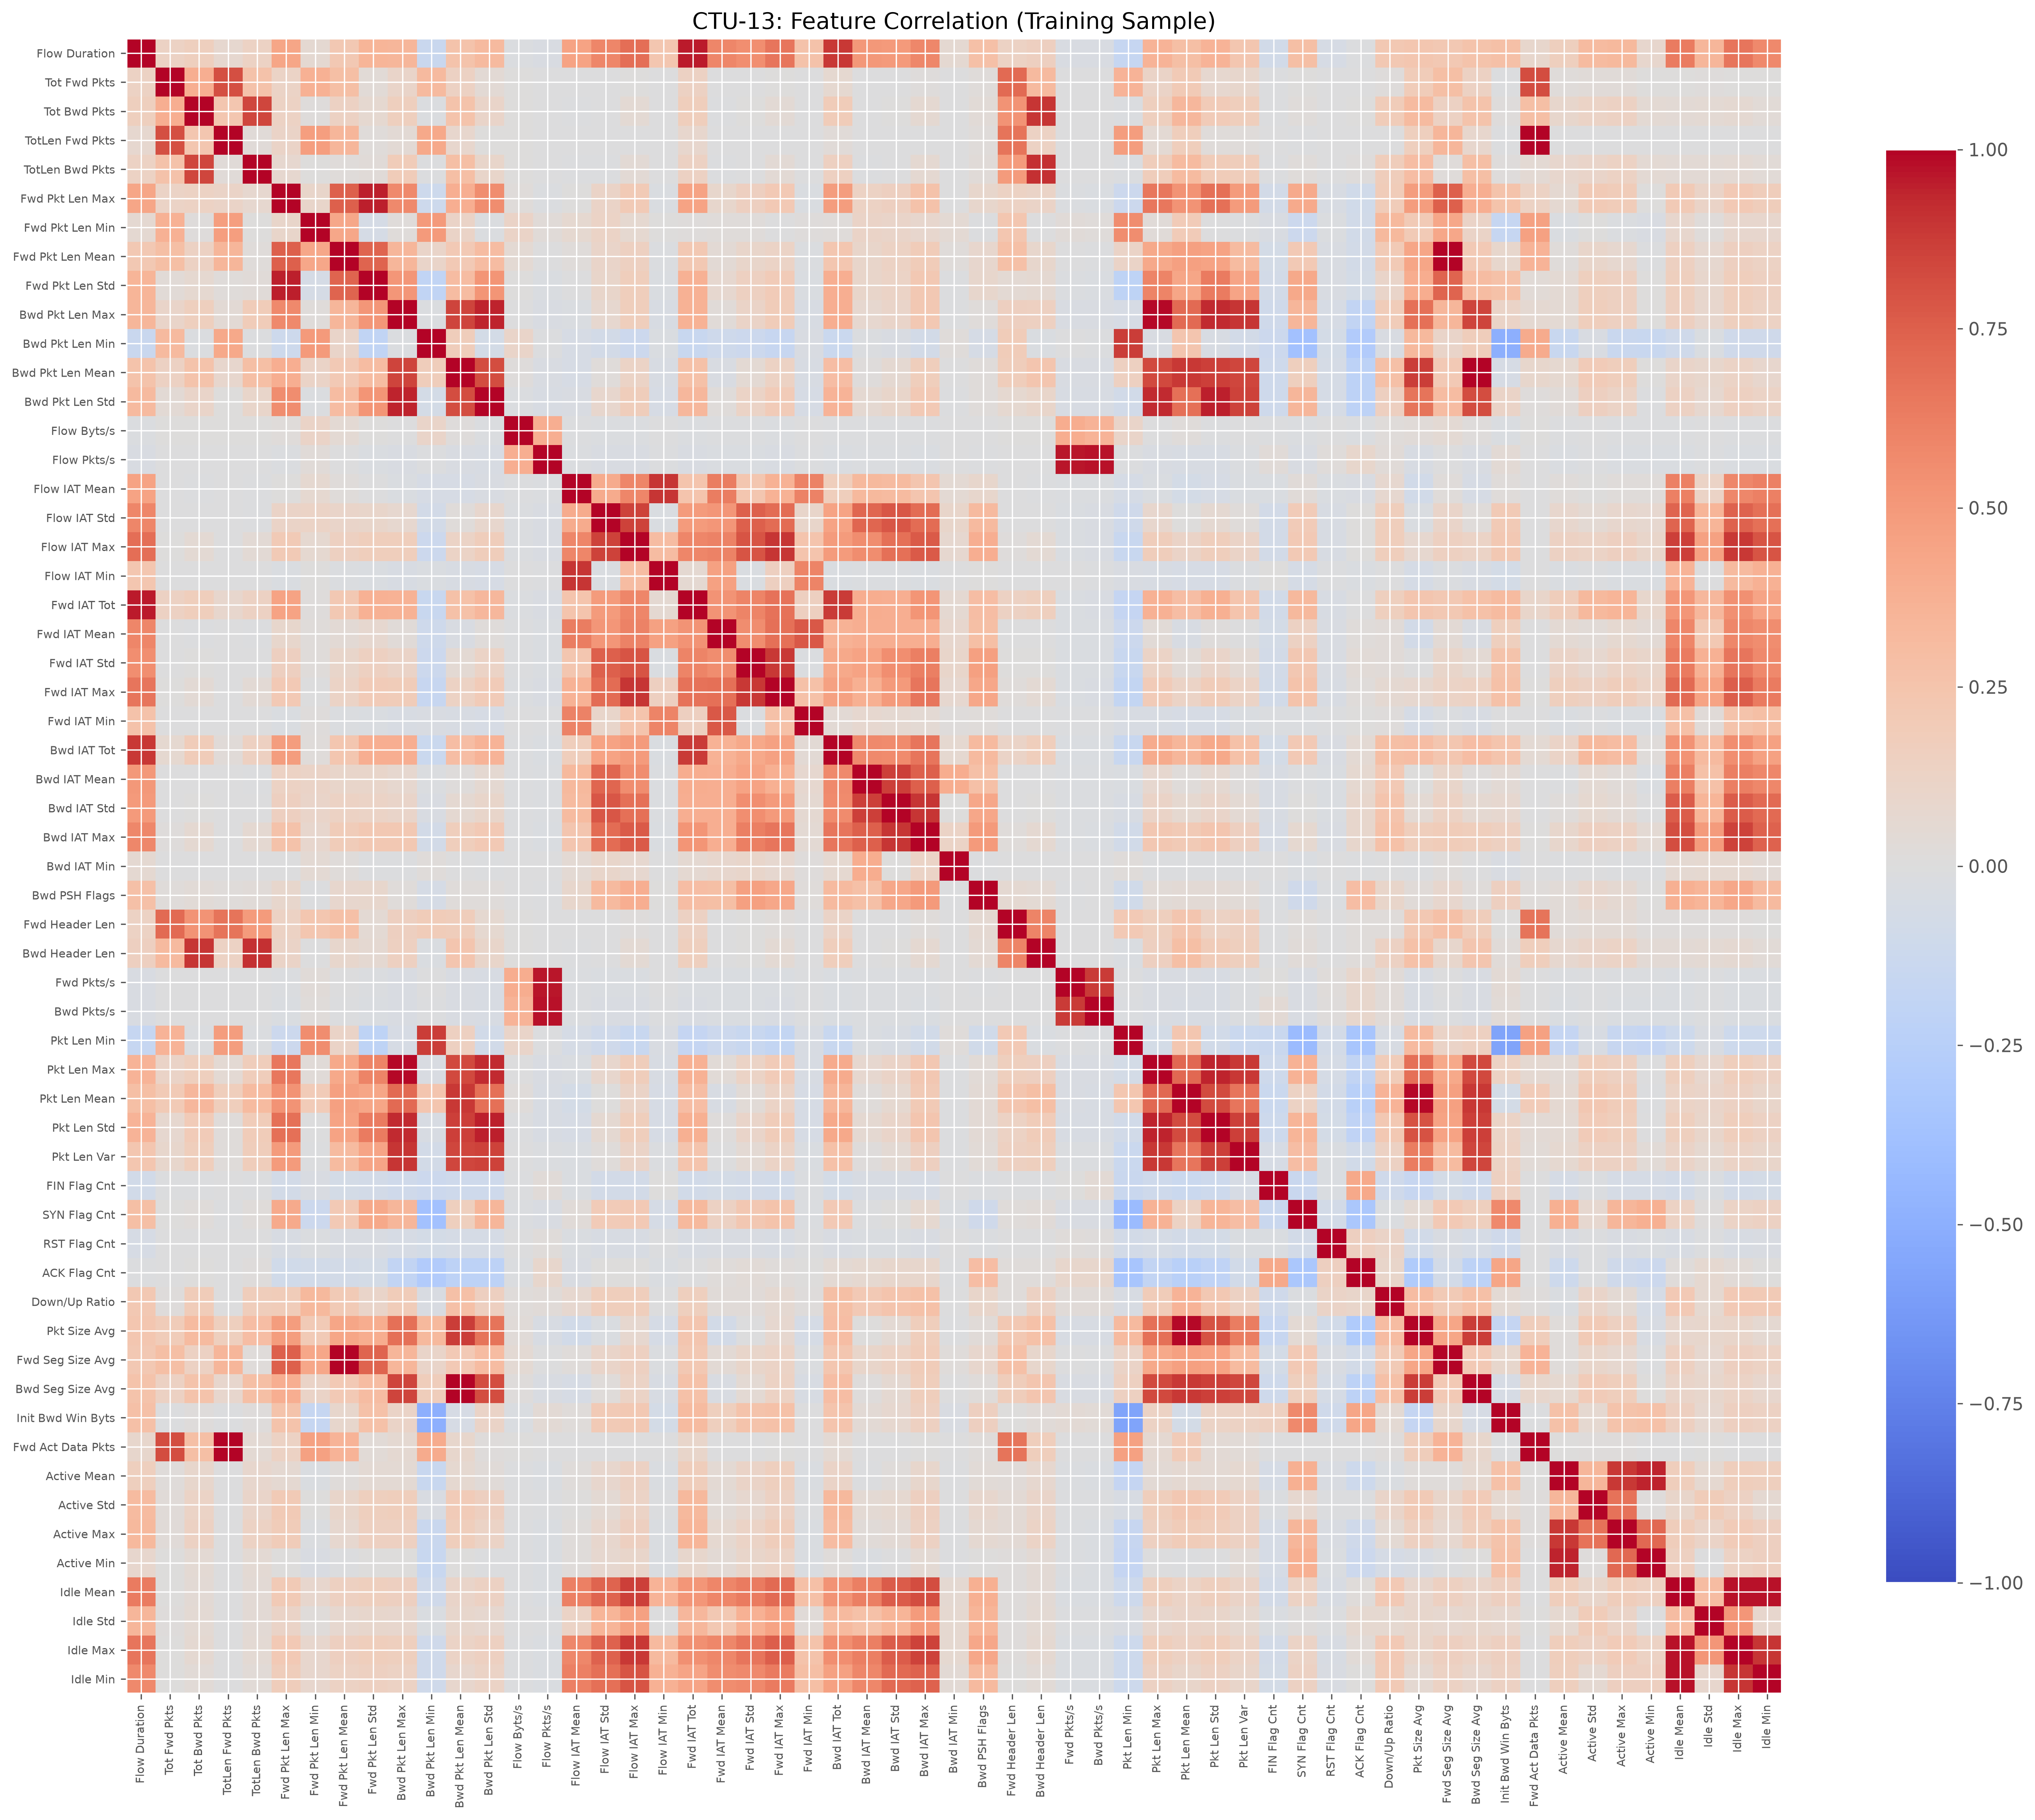 CTU-13: Feature Correlation (Training Sample)
Flow Duration
Tot Fwd Pkts
Tot Bwd Pkts
TotLen Fwd Pkts
TotLen Bwd Pkts
Fwd Pkt Len Max
Fwd Pkt Len Min
Fwd Pkt Len Mean
Fwd Pkt Len Std
Bwd Pkt Len Max
Bwd Pkt Len Min
Bwd Pkt Len Mean
Bwd Pkt Len Std
Flow Byts/s
Flow Pkts/s
Flow IAT Mean
Flow IAT Std
Flow IAT Max
Flow IAT Min
Fwd IAT Tot
Fwd IAT Mean
Fwd IAT Std
Fwd IAT Max
Fwd IAT Min
Bwd IAT Tot
Bwd IAT Mean
Bwd IAT Std
Bwd IAT Max
Bwd IAT Min
Bwd PSH Flags
Fwd Header Len
Bwd Header Len
Fwd Pkts/s
Bwd Pkts/s
Pkt Len Min
Pkt Len Max
Pkt Len Mean
Pkt Len Std
Pkt Len Var
FIN Flag Cnt
SYN Flag Cnt
RST Flag Cnt
ACK Flag Cnt
Down/Up Ratio
Pkt Size Avg
Fwd Seg Size Avg
Bwd Seg Size Avg
Init Bwd Win Byts
Fwd Act Data Pkts
Active Mean
Active Std
Active Max
Active Min
Idle Mean
Idle Std
Idle Max
Idle Min
Flow Duration
Tot Fwd Pkts
Tot Bwd Pkts
TotLen Fwd Pkts
TotLen Bwd Pkts
Fwd Pkt Len Max
Fwd Pkt Len Min
Fwd Pkt Len Mean
Fwd Pkt Len Std
Bwd Pkt Len Max
Bwd Pkt Len Min
Bwd Pkt Len Mean
Bwd Pkt Len Std
Flow Byts/s
Flow Pkts/s
Flow IAT Mean
Flow IAT Std
Flow IAT Max
Flow IAT Min
Fwd IAT Tot
Fwd IAT Mean
Fwd IAT Std
Fwd IAT Max
Fwd IAT Min
Bwd IAT Tot
Bwd IAT Mean
Bwd IAT Std
Bwd IAT Max
Bwd IAT Min
Bwd PSH Flags
Fwd Header Len
Bwd Header Len
Fwd Pkts/s
Bwd Pkts/s
Pkt Len Min
Pkt Len Max
Pkt Len Mean
Pkt Len Std
Pkt Len Var
FIN Flag Cnt
SYN Flag Cnt
RST Flag Cnt
ACK Flag Cnt
Down/Up Ratio
Pkt Size Avg
Fwd Seg Size Avg
Bwd Seg Size Avg
Init Bwd Win Byts
Fwd Act Data Pkts
Active Mean
Active Std
Active Max
Active Min
Idle Mean
Idle Std
Idle Max
Idle Min
1.00
0.75
0.50
0.25
0.00
−0.25
−0.50
−0.75
−1.00